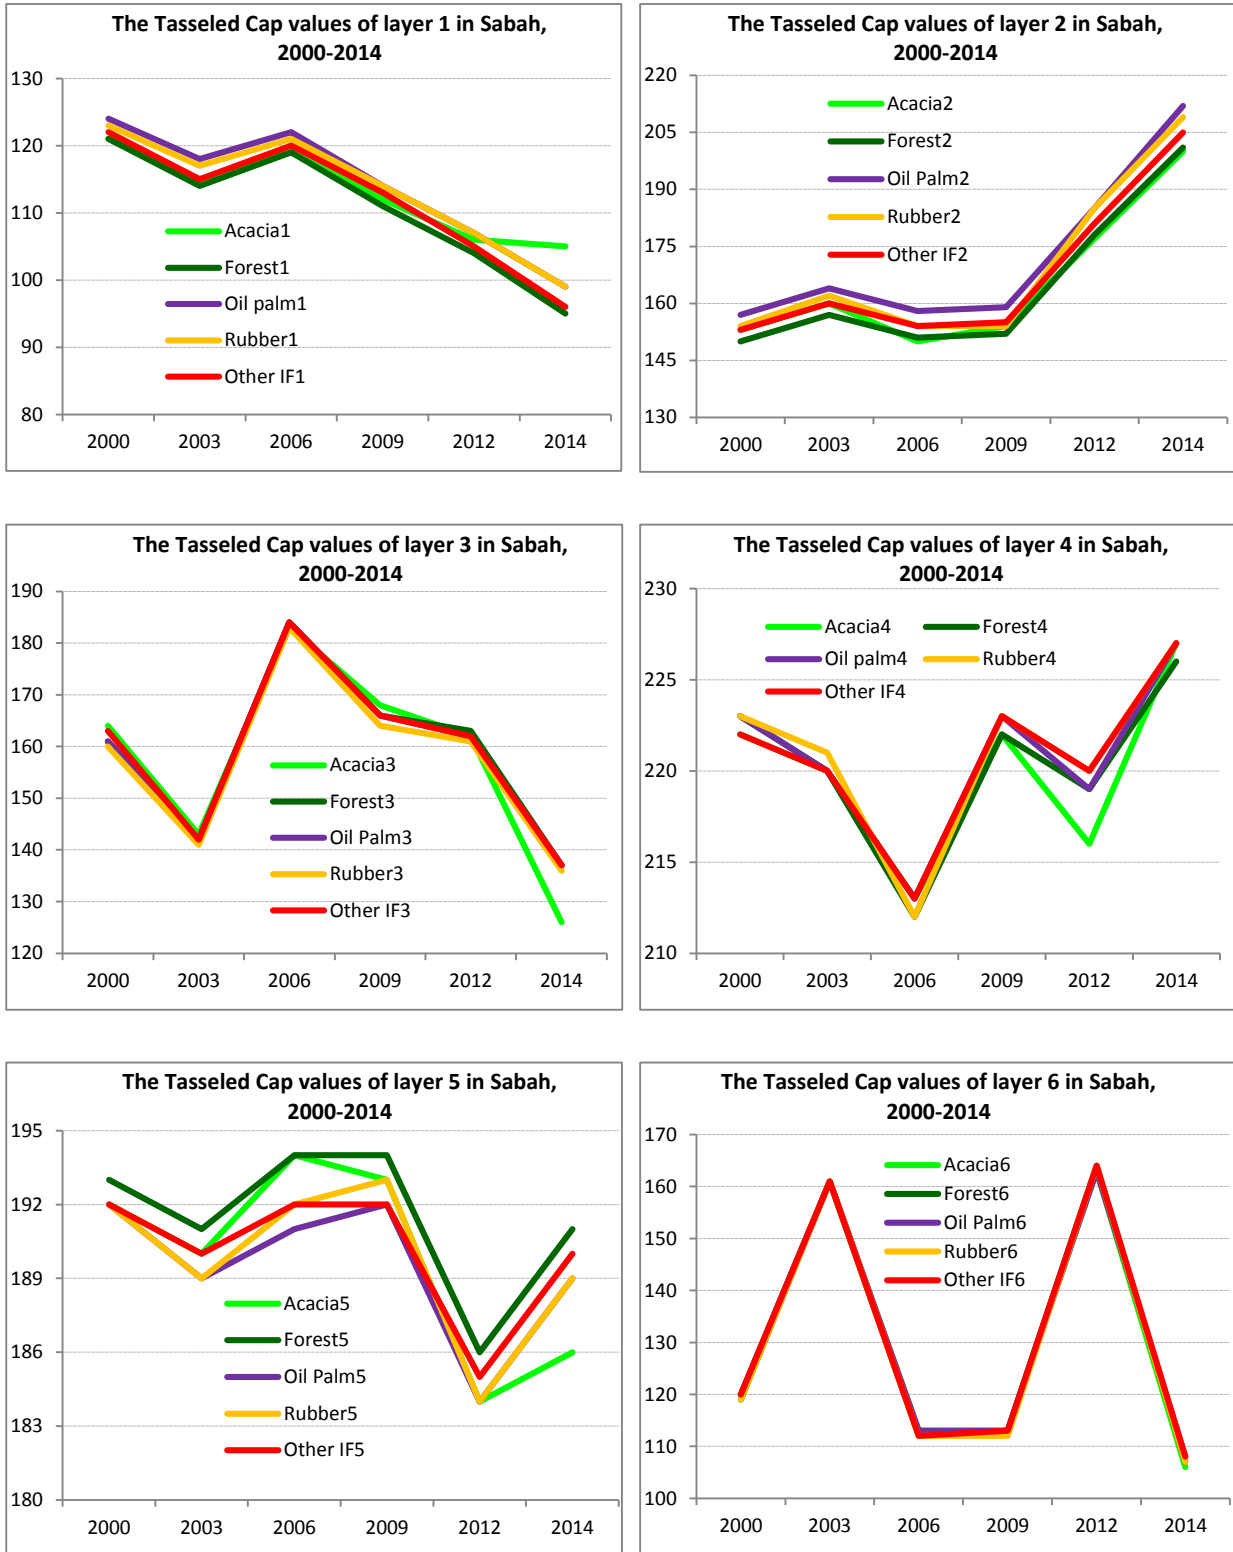 The Tasseled Cap values of layer 1 in Sabah,
2000-2014
130
120
110
100
90
80
Acacia1
Forest1
Oil palm1
Rubber1
Other IF1
2000 2003 2006 2009 2012 2014
The Tasseled Cap values of layer 2 in Sabah,
2000-2014
220
205
190
175
160
145
130
Acacia2
Forest2
Oil Palm2
Rubber2
Other IF2
2000 2003 2006 2009 2012 2014
The Tasseled Cap values of layer 3 in Sabah,
2000-2014
190
180
170
160
150
140
130
120
Acacia3
Forest3
Oil Palm3
Rubber3
Other IF3
2000 2003 2006 2009 2012 2014
The Tasseled Cap values of layer 4 in Sabah,
2000-2014
230
225
220
215
210
Acacia4 Forest4
Oil palm4 Rubber4
Other IF4
2000 2003 2006 2009 2012 2014
The Tasseled Cap values of layer 5 in Sabah,
2000-2014
195
192
189
186
183
180
Acacia5
Forest5
Oil Palm5
Rubber5
Other IF5
2000 2003 2006 2009 2012 2014
The Tasseled Cap values of layer 6 in Sabah,
2000-2014
170
160
150
140
130
120
110
100
Acacia6
Forest6
Oil Palm6
Rubber6
Other IF6
2000 2003 2006 2009 2012 2014